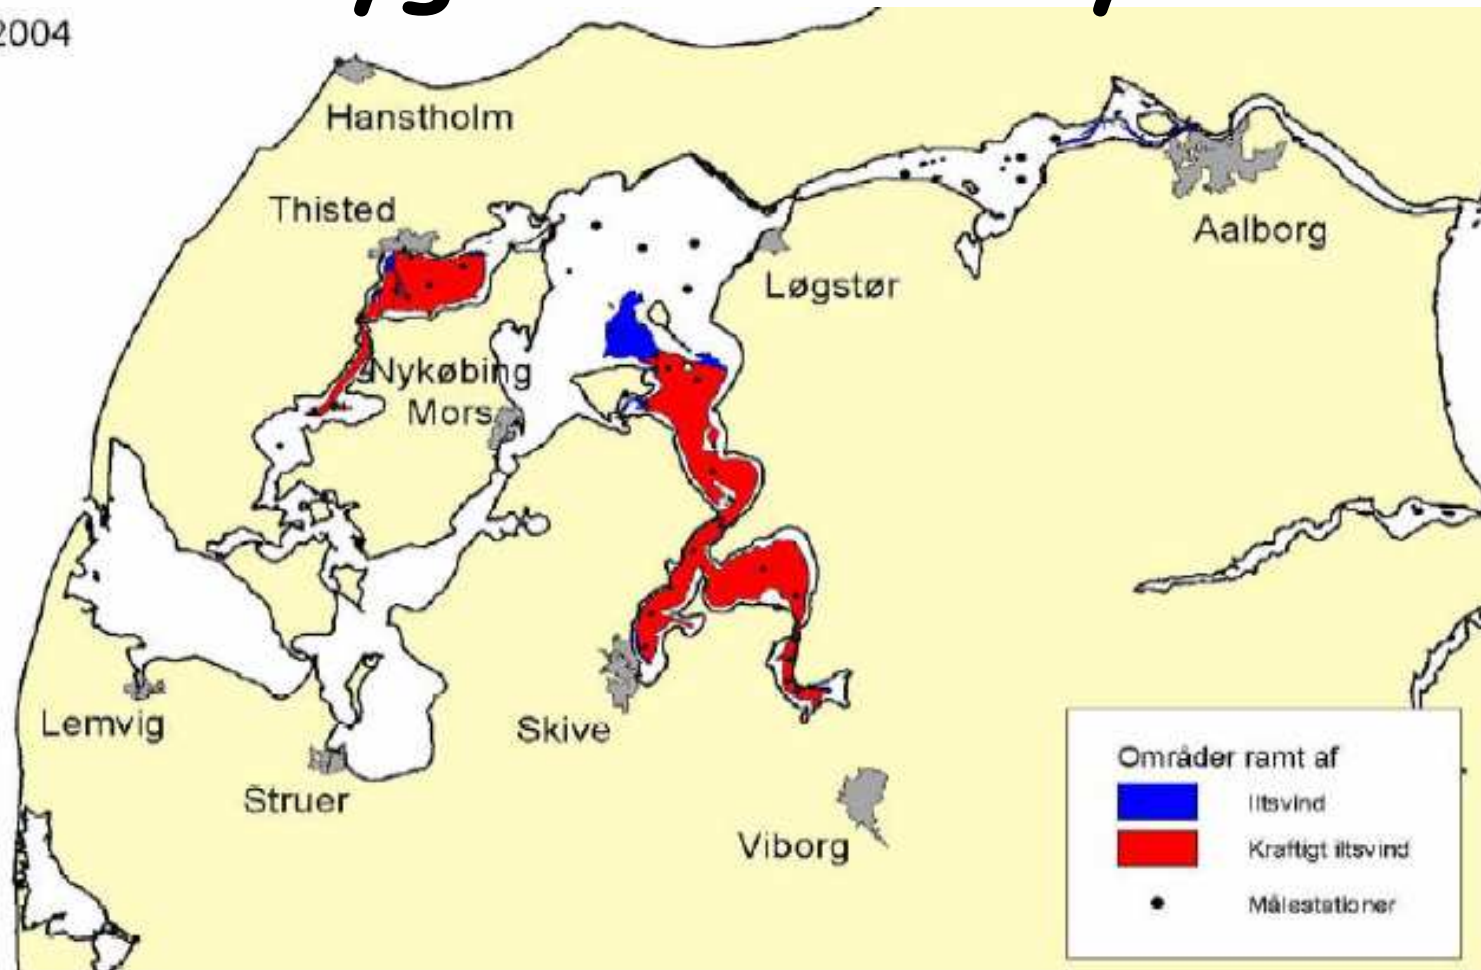 2004
Hanstholm
Thisted
Aalborg
Løgstør
Nykøbing
Mors
Lemvig
Skive
Struer
Viborg
Områder ramt af
Iltsvind
Kraftigt iltsvind
Målestationer